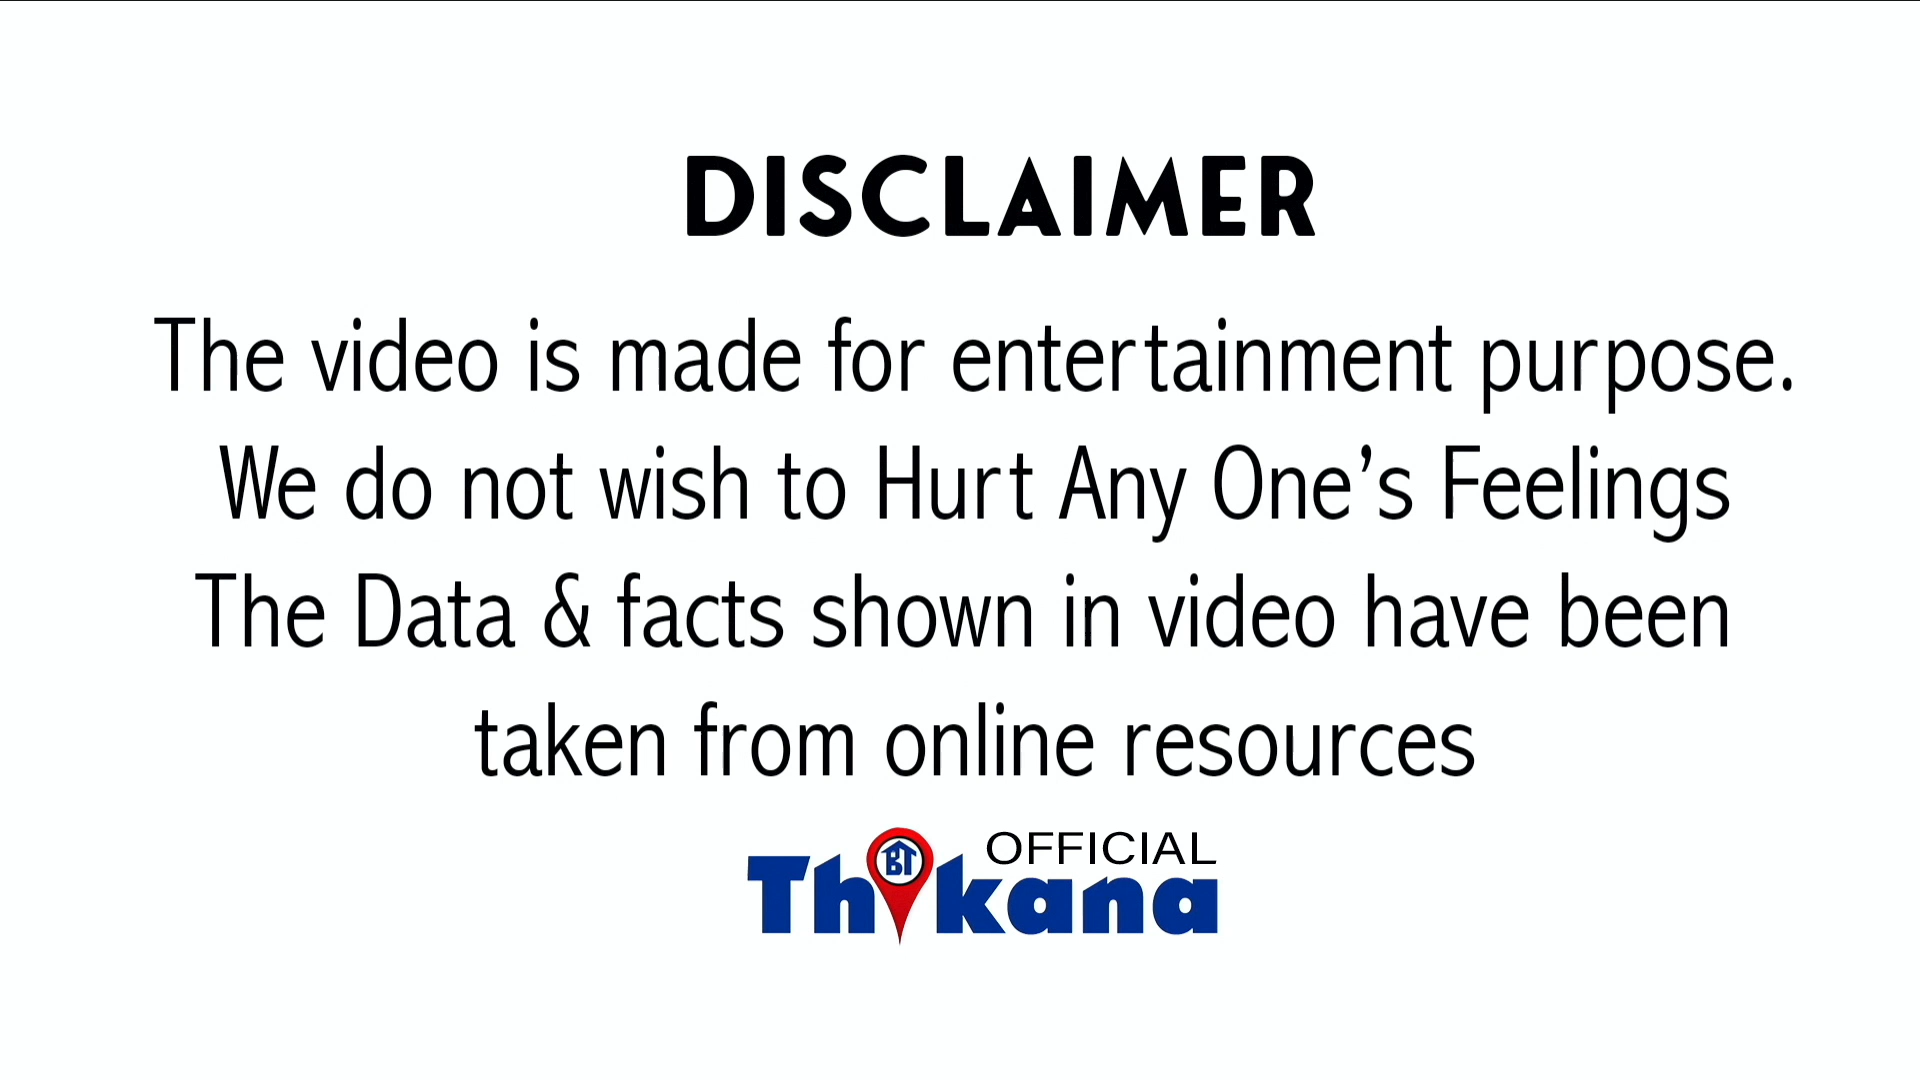 DISCLAIMER
The video is made for entertainment purpose.
We do not wish to Hurt Any One’s Feelings
The Data & facts shown in video have been
taken from online resources
OFFICIAL
BT
Thikana